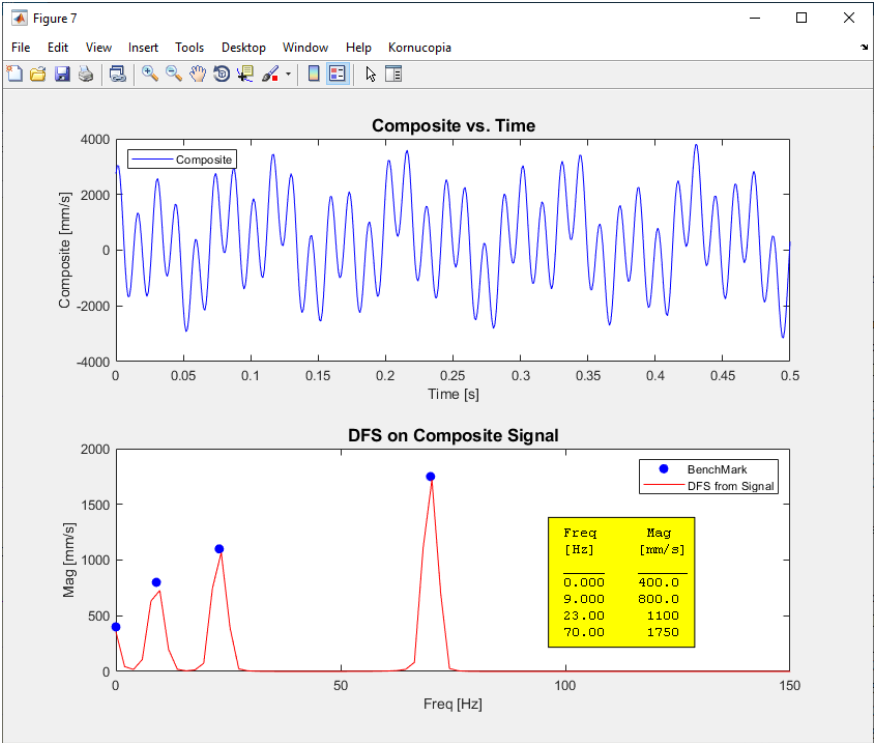 Figure 7
File Edit View Insert Tools Desktop Window Help Kornucopia
Composite vs. Time
4000
2000
0
-2000
-4000
Composite [mm/s]
Composite
0 0.05 0.1 0.15 0.2 0.25 0.3 0.35 0.4 0.45 0.5
Time [s]
DFS on Composite Signal
2000
1500
1000
500
0
Mag [mm/s]
BenchMark
DFS from Signal
Freq Mag
[Hz] [mm/s]
0.000 400.0
9.000 800.0
23.00 1100
70.00 1750
0 50 100 150
Freq [Hz]